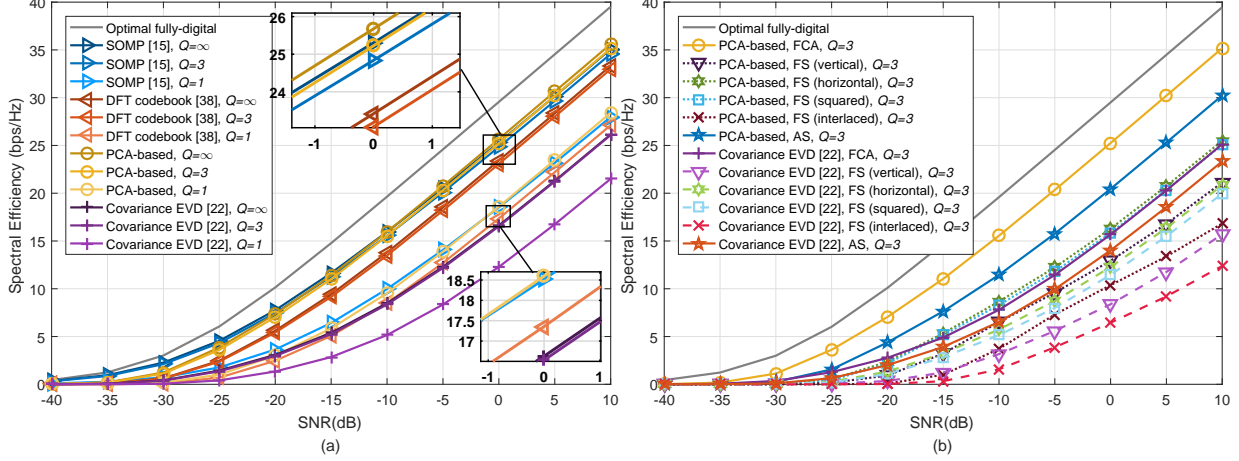 Spectral Efficiency (bps/Hz)
40
35
30
25
20
15
10
5
0
Optimal fully-digital
SOMP [15], Q=∞
SOMP [15], Q=3
SOMP [15], Q=1
DFT codebook [38], Q=∞
DFT codebook [38], Q=3
DFT codebook [38], Q=1
PCA-based, Q=∞
PCA-based, Q=3
PCA-based, Q=1
Covariance EVD [22], Q=∞
Covariance EVD [22], Q=3
Covariance EVD [22], Q=1
26
25
24
-1 0 1
18.5
18
17.5
17
-1 0 1
-40 -35 -30 -25 -20 -15 -10 -5 0 5 10
SNR(dB)
(a)
Spectral Efficiency (bps/Hz)
40
35
30
25
20
15
10
5
0
Optimal fully-digital
PCA-based, FCA, Q=3
PCA-based, FS (vertical), Q=3
PCA-based, FS (horizontal), Q=3
PCA-based, FS (squared), Q=3
PCA-based, FS (interlaced), Q=3
PCA-based, AS, Q=3
Covariance EVD [22], FCA, Q=3
Covariance EVD [22], FS (vertical), Q=3
Covariance EVD [22], FS (horizontal), Q=3
Covariance EVD [22], FS (squared), Q=3
Covariance EVD [22], FS (interlaced), Q=3
Covariance EVD [22], AS, Q=3
-40 -35 -30 -25 -20 -15 -10 -5 0 5 10
SNR(dB)
(b)